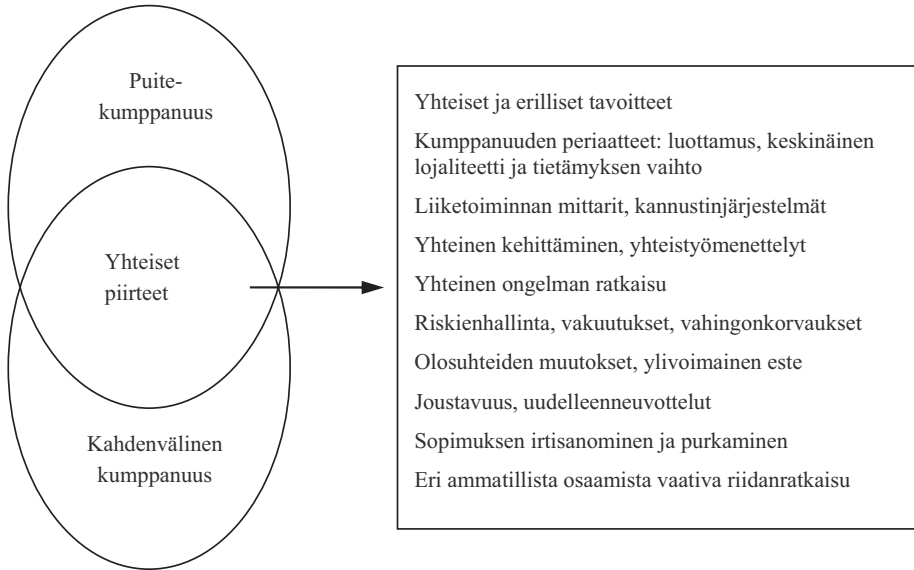 Puite-
kumppanuus
Yhteiset
piirteet
Kahdenvälinen
kumppanuus
Yhteiset ja erilliset tavoitteet
Kumppanuuden periaatteet: luottamus, keskinäinen
lojaliteetti ja tietämyksen vaihto
Liiketoiminnan mittarit, kannustinjärjestelmät
Yhteinen kehittäminen, yhteistyömenettelyt
Yhteinen ongelman ratkaisu
Riskienhallinta, vakuutukset, vahingonkorvaukset
Olosuhteiden muutokset, ylivoimainen este
Joustavuus, uudelleenneuvottelut
Sopimuksen irtisanominen ja purkaminen
Eri ammatillista osaamista vaativa riidanratkaisu